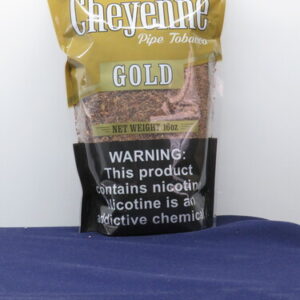 Cheyenne
Pipe Tobacco
GOLD
NET WEIGHT 16oz
WARNING:
This product
contains nicotine.
Nicotine is an
addictive chemical.